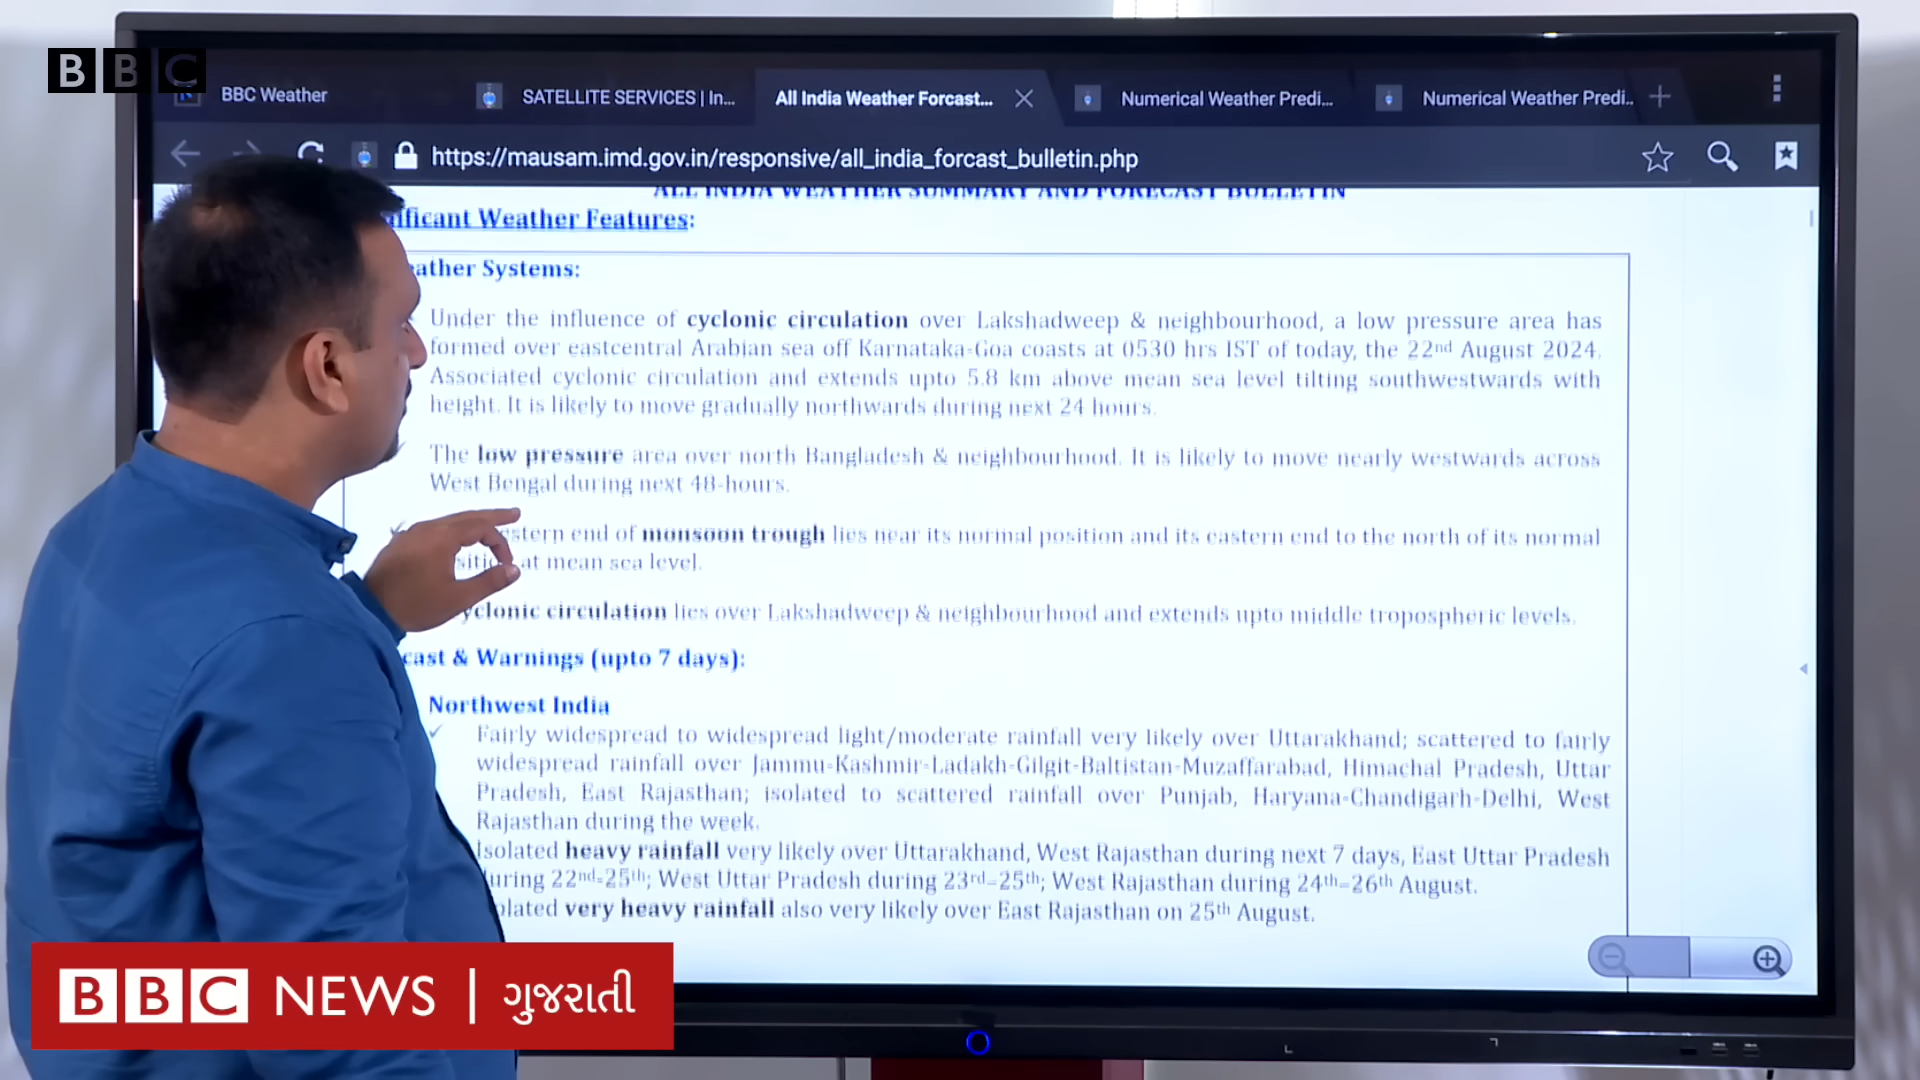 BBC
BBC Weather
SATELLITE SERVICES | In...
All India Weather Forcast...
Numerical Weather Predi...
Numerical Weather Predi..
https://mausam.imd.gov.in/responsive/all_india_forcast_bulletin.php
ALL INDIA WEATHER SUMMARY AND FORECAST BULLETIN
ificant Weather Features:
ather Systems:
Under the influence of cyclonic circulation over Lakshadweep & neighbourhood, a low pressure area has
formed over eastcentral Arabian sea off Karnataka-Goa coasts at 0530 hrs IST of today, the 22nd August 2024.
Associated cyclonic circulation and extends upto 5.8 km above mean sea level tilting southwestwards with
height. It is likely to move gradually northwards during next 24 hours.
The low pressure area over north Bangladesh & neighbourhood. It is likely to move nearly westwards across
West Bengal during next 48-hours.
stern end of monsoon trough lies near its normal position and its eastern end to the north of its normal
at mean sea level.
yclonic circulation lies over Lakshadweep & neighbourhood and extends upto middle tropospheric levels.
cast & Warnings (upto 7 days):
Northwest India
✓ Fairly widespread to widespread light/moderate rainfall very likely over Uttarakhand; scattered to fairly
widespread rainfall over Jammu-Kashmir-Ladakh-Gilgit-Baltistan-Muzaffarabad, Himachal Pradesh, Uttar
Pradesh, East Rajasthan; isolated to scattered rainfall over Punjab, Haryana-Chandigarh-Delhi, West
Rajasthan during the week.
Isolated heavy rainfall very likely over Uttarakhand, West Rajasthan during next 7 days, East Uttar Pradesh
during 22nd-25th; West Uttar Pradesh during 23rd-25th; West Rajasthan during 24th-26th August.
olated very heavy rainfall also very likely over East Rajasthan on 25th August.
BBC NEWS | ગુજરાતી